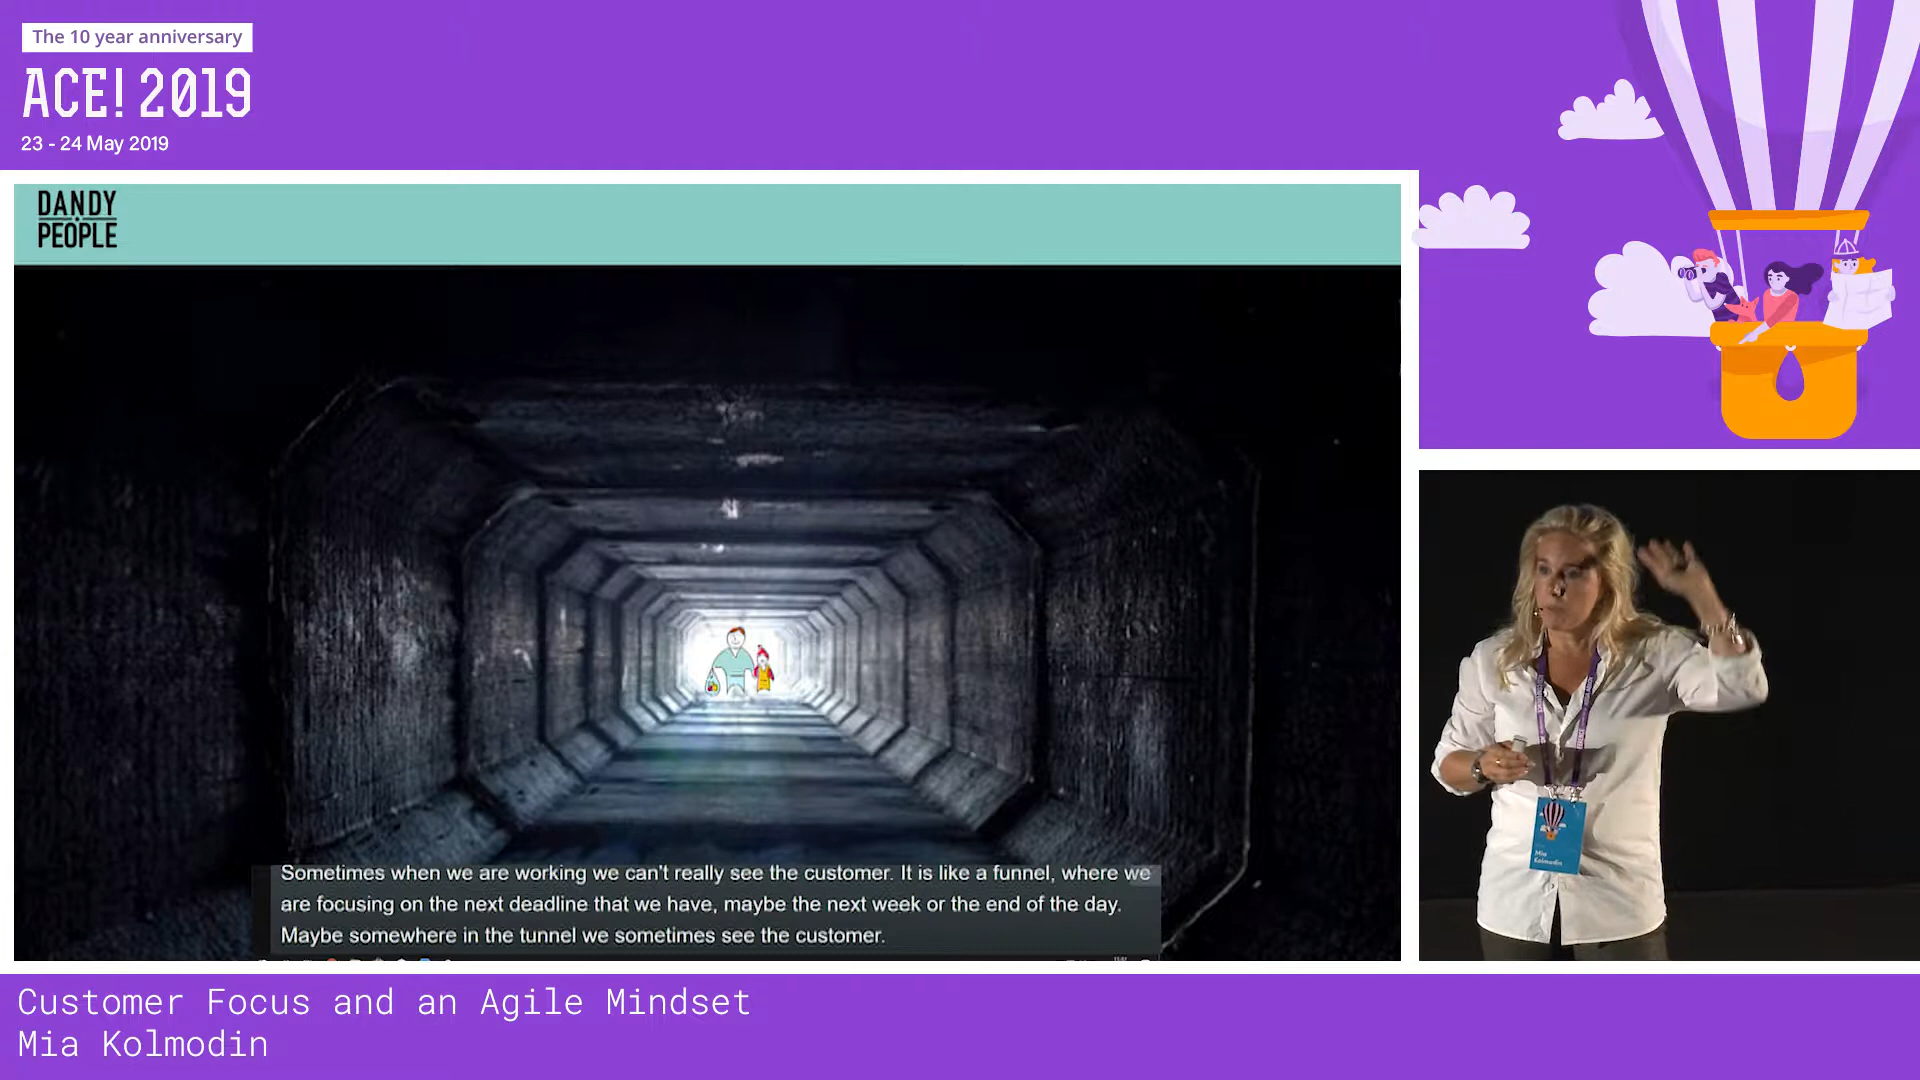 The 10 year anniversary
ACE! 2019
23 - 24 May 2019
DANDY
PEOPLE
Sometimes when we are working we can't really see the customer. It is like a funnel, where we
are focusing on the next deadline that we have, maybe the next week or the end of the day.
Maybe somewhere in the tunnel we sometimes see the customer.
Mia
Kolmodin
Customer Focus and an Agile Mindset
Mia Kolmodin